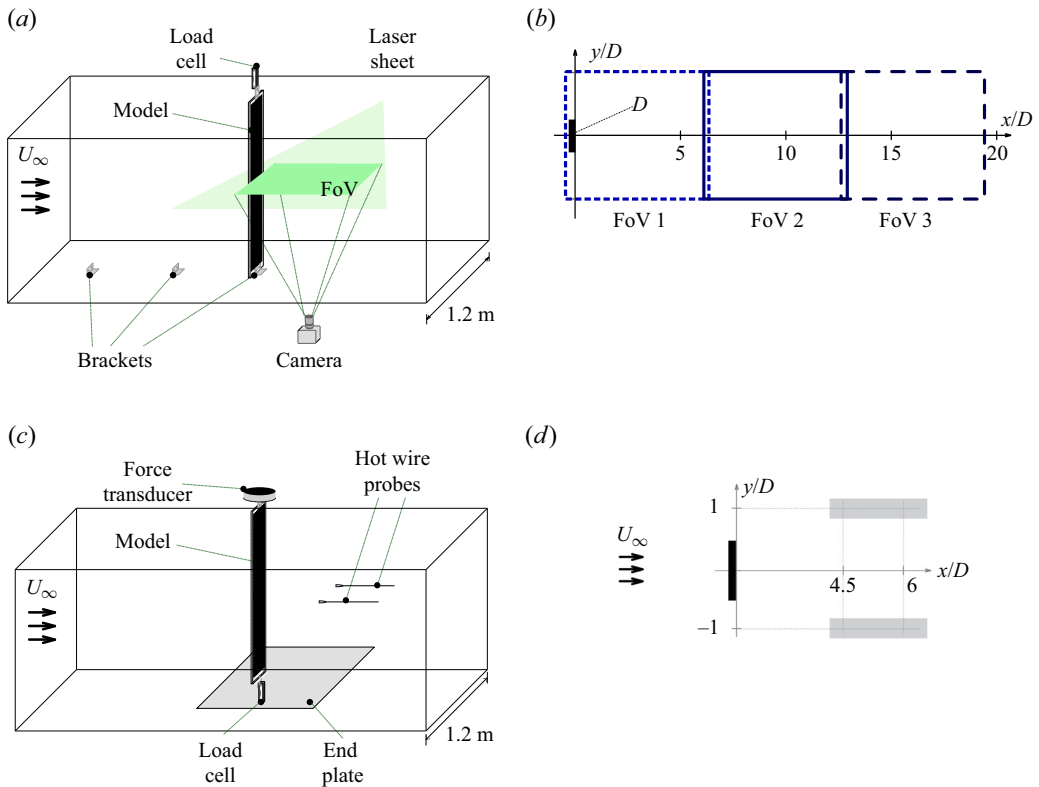 (a)
Load
cell
Laser
sheet
Model
U∞
FoV
1.2 m
Brackets
Camera
(b)
y/D
D
x/D
5
10
15
20
FoV 1
FoV 2
FoV 3
(c)
Force
transducer
Hot wire
probes
Model
U∞
1.2 m
Load
cell
End
plate
(d)
y/D
1
U∞
x/D
4.5
6
–1